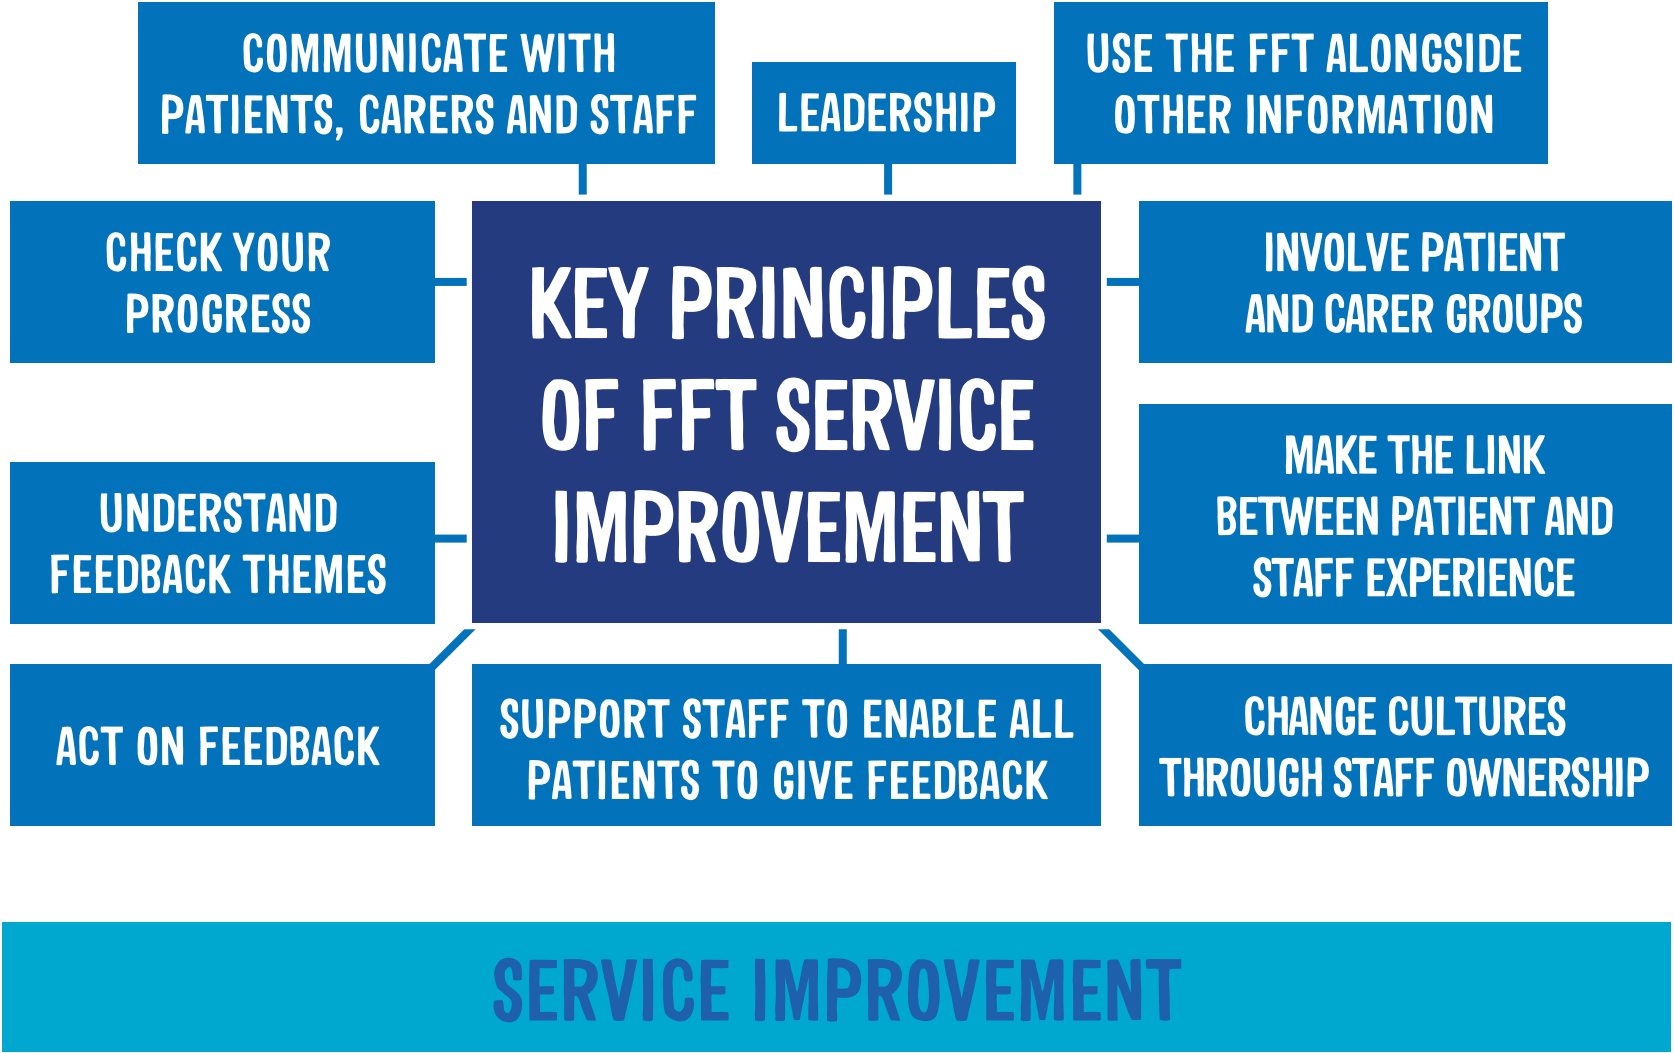 COMMUNICATE WITH
PATIENTS, CARERS AND STAFF
LEADERSHIP
USE THE FFT ALONGSIDE
OTHER INFORMATION
CHECK YOUR
PROGRESS
KEY PRINCIPLES
OF FFT SERVICE
IMPROVEMENT
INVOLVE PATIENT
AND CARER GROUPS
UNDERSTAND
FEEDBACK THEMES
MAKE THE LINK
BETWEEN PATIENT AND
STAFF EXPERIENCE
ACT ON FEEDBACK
SUPPORT STAFF TO ENABLE ALL
PATIENTS TO GIVE FEEDBACK
CHANGE CULTURES
THROUGH STAFF OWNERSHIP
SERVICE IMPROVEMENT